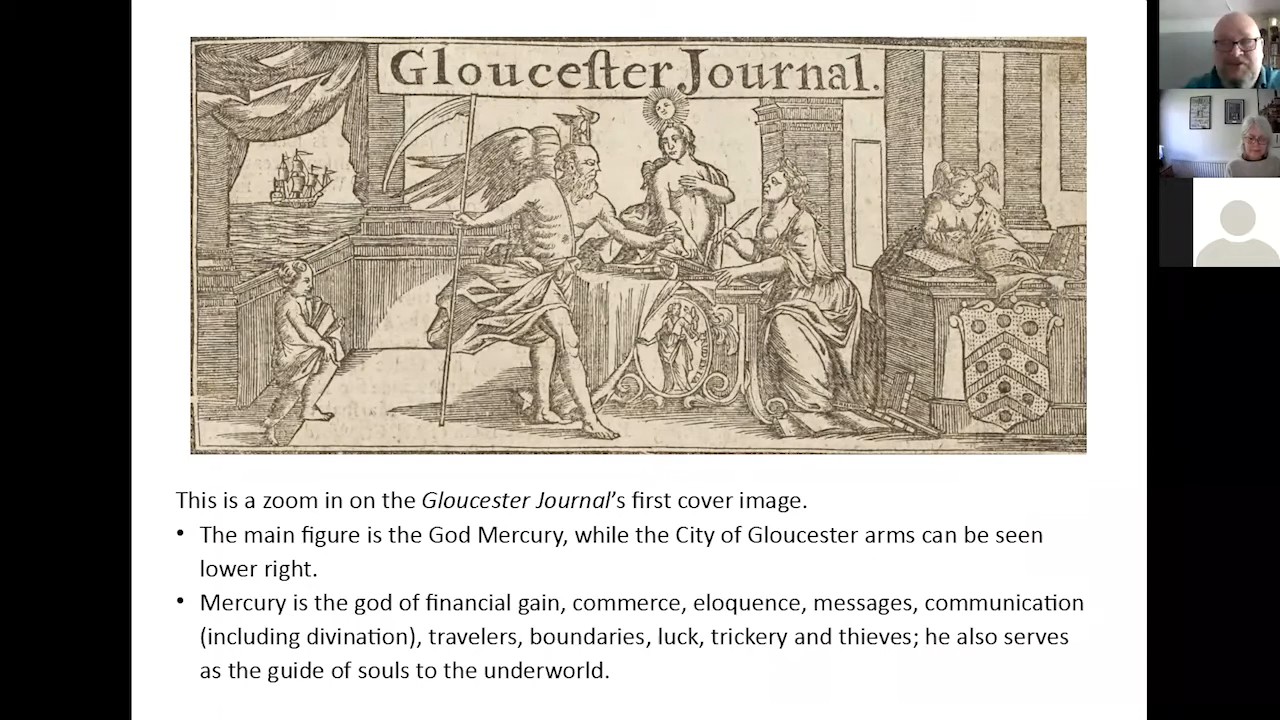 Glouceſter Journal.
This is a zoom in on the Gloucester Journal's first cover image.
• The main figure is the God Mercury, while the City of Gloucester arms can be seen
lower right.
• Mercury is the god of financial gain, commerce, eloquence, messages, communication
(including divination), travelers, boundaries, luck, trickery and thieves; he also serves
as the guide of souls to the underworld.